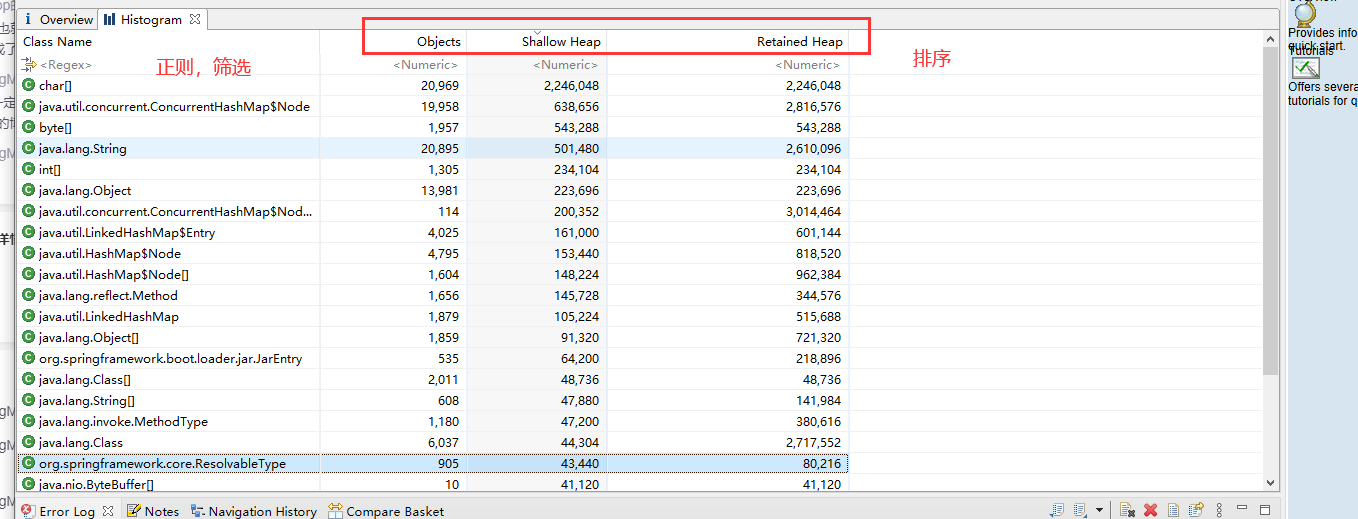 Overview Histogram
Class Name Objects Shallow Heap Retained Heap
<Regex> <Numeric> <Numeric> <Numeric>
正则，筛选
排序
char[] 20,969 2,246,048 2,246,048
java.util.concurrent.ConcurrentHashMap$Node 19,958 638,656 2,816,576
byte[] 1,957 543,288 543,288
java.lang.String 20,895 501,480 2,610,096
int[] 1,305 234,104 234,104
java.lang.Object 13,981 223,696 223,696
java.util.concurrent.ConcurrentHashMap$Nod... 114 200,352 3,014,464
java.util.LinkedHashMap$Entry 4,025 161,000 601,144
java.util.HashMap$Node 4,795 153,440 818,520
java.util.HashMap$Node[] 1,604 148,224 962,384
java.lang.reflect.Method 1,656 145,728 344,576
java.util.LinkedHashMap 1,879 105,224 515,688
java.lang.Object[] 1,859 91,320 721,320
org.springframework.boot.loader.jar.JarEntry 535 64,200 218,896
java.lang.Class[] 2,011 48,736 48,736
java.lang.String[] 608 47,880 141,984
java.lang.invoke.MethodType 1,180 47,200 380,616
java.lang.Class 6,037 44,304 2,717,552
org.springframework.core.ResolvableType 905 43,440 80,216
java.nio.ByteBuffer[] 10 41,120 41,120
Error Log Notes Navigation History Compare Basket
Provides info
quick start.
Tutorials
Offers severa
tutorials for q